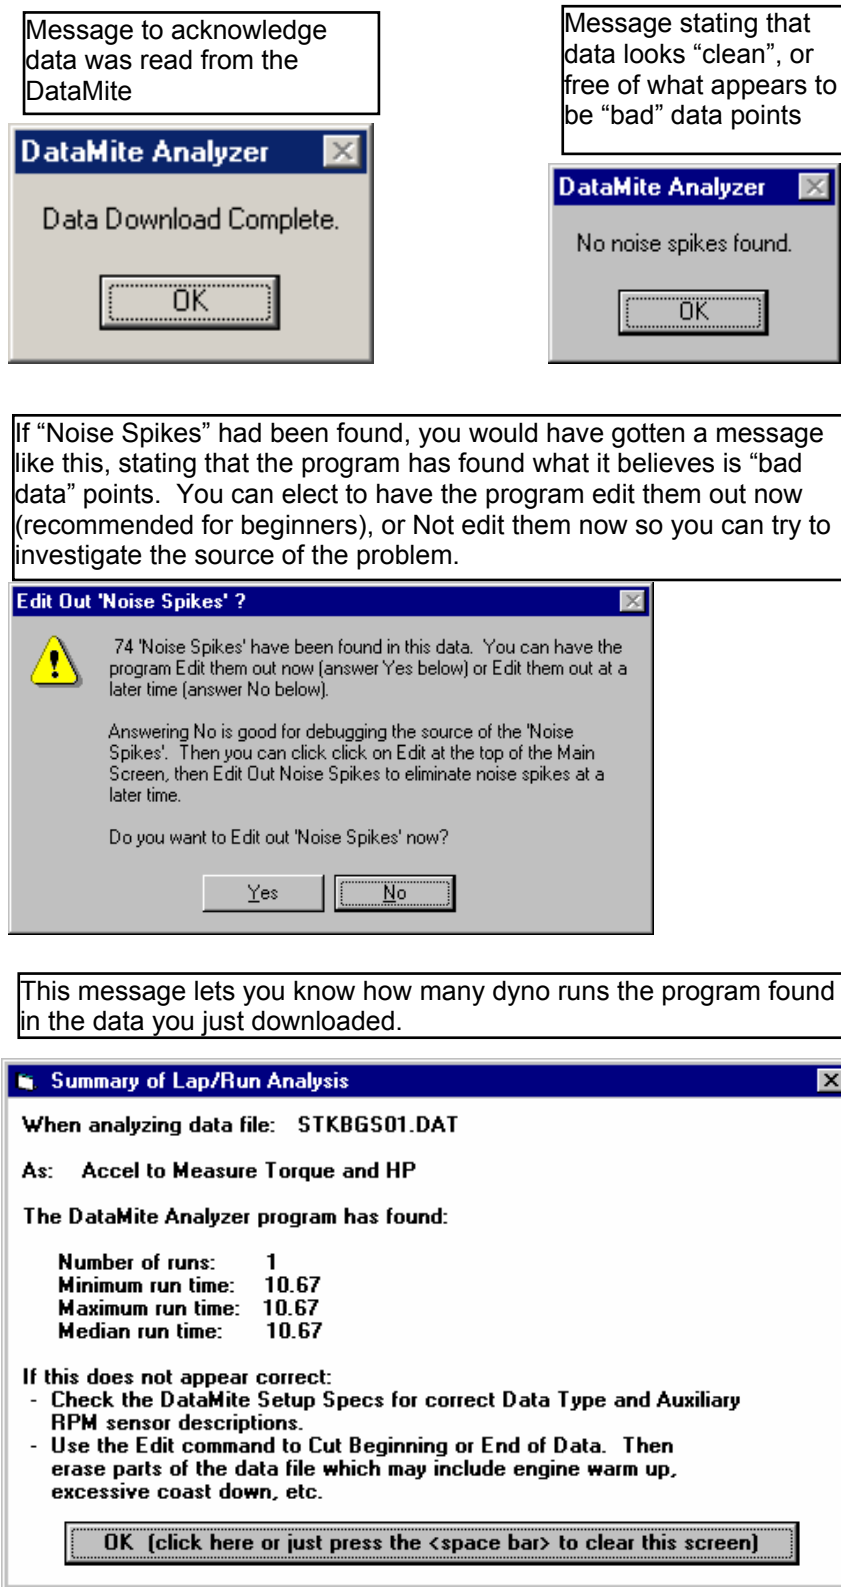 Message to acknowledge
data was read from the
DataMite
Message stating that
data looks “clean”, or
free of what appears to
be “bad” data points
DataMite Analyzer
Data Download Complete.
OK
DataMite Analyzer
No noise spikes found.
OK
If “Noise Spikes” had been found, you would have gotten a message
like this, stating that the program has found what it believes is “bad
data” points.  You can elect to have the program edit them out now
(recommended for beginners), or Not edit them now so you can try to
investigate the source of the problem.
Edit Out 'Noise Spikes' ?
74 'Noise Spikes' have been found in this data.  You can have the
program Edit them out now (answer Yes below) or Edit them out at a
later time (answer No below).
Answering No is good for debugging the source of the 'Noise
Spikes'.  Then you can click click on Edit at the top of the Main
Screen, then Edit Out Noise Spikes to eliminate noise spikes at a
later time.
Do you want to Edit out 'Noise Spikes' now?
Yes
No
This message lets you know how many dyno runs the program found
in the data you just downloaded.
Summary of Lap/Run Analysis
When analyzing data file:   STKBGS01.DAT
As:   Accel to Measure Torque and HP
The DataMite Analyzer program has found:
Number of runs:   1
Minimum run time:   10.67
Maximum run time:   10.67
Median run time:   10.67
If this does not appear correct:
- Check the DataMite Setup Specs for correct Data Type and Auxiliary
RPM sensor descriptions.
- Use the Edit command to Cut Beginning or End of Data.  Then
erase parts of the data file which may include engine warm up,
excessive coast down, etc.
OK  (click here or just press the <space bar> to clear this screen)